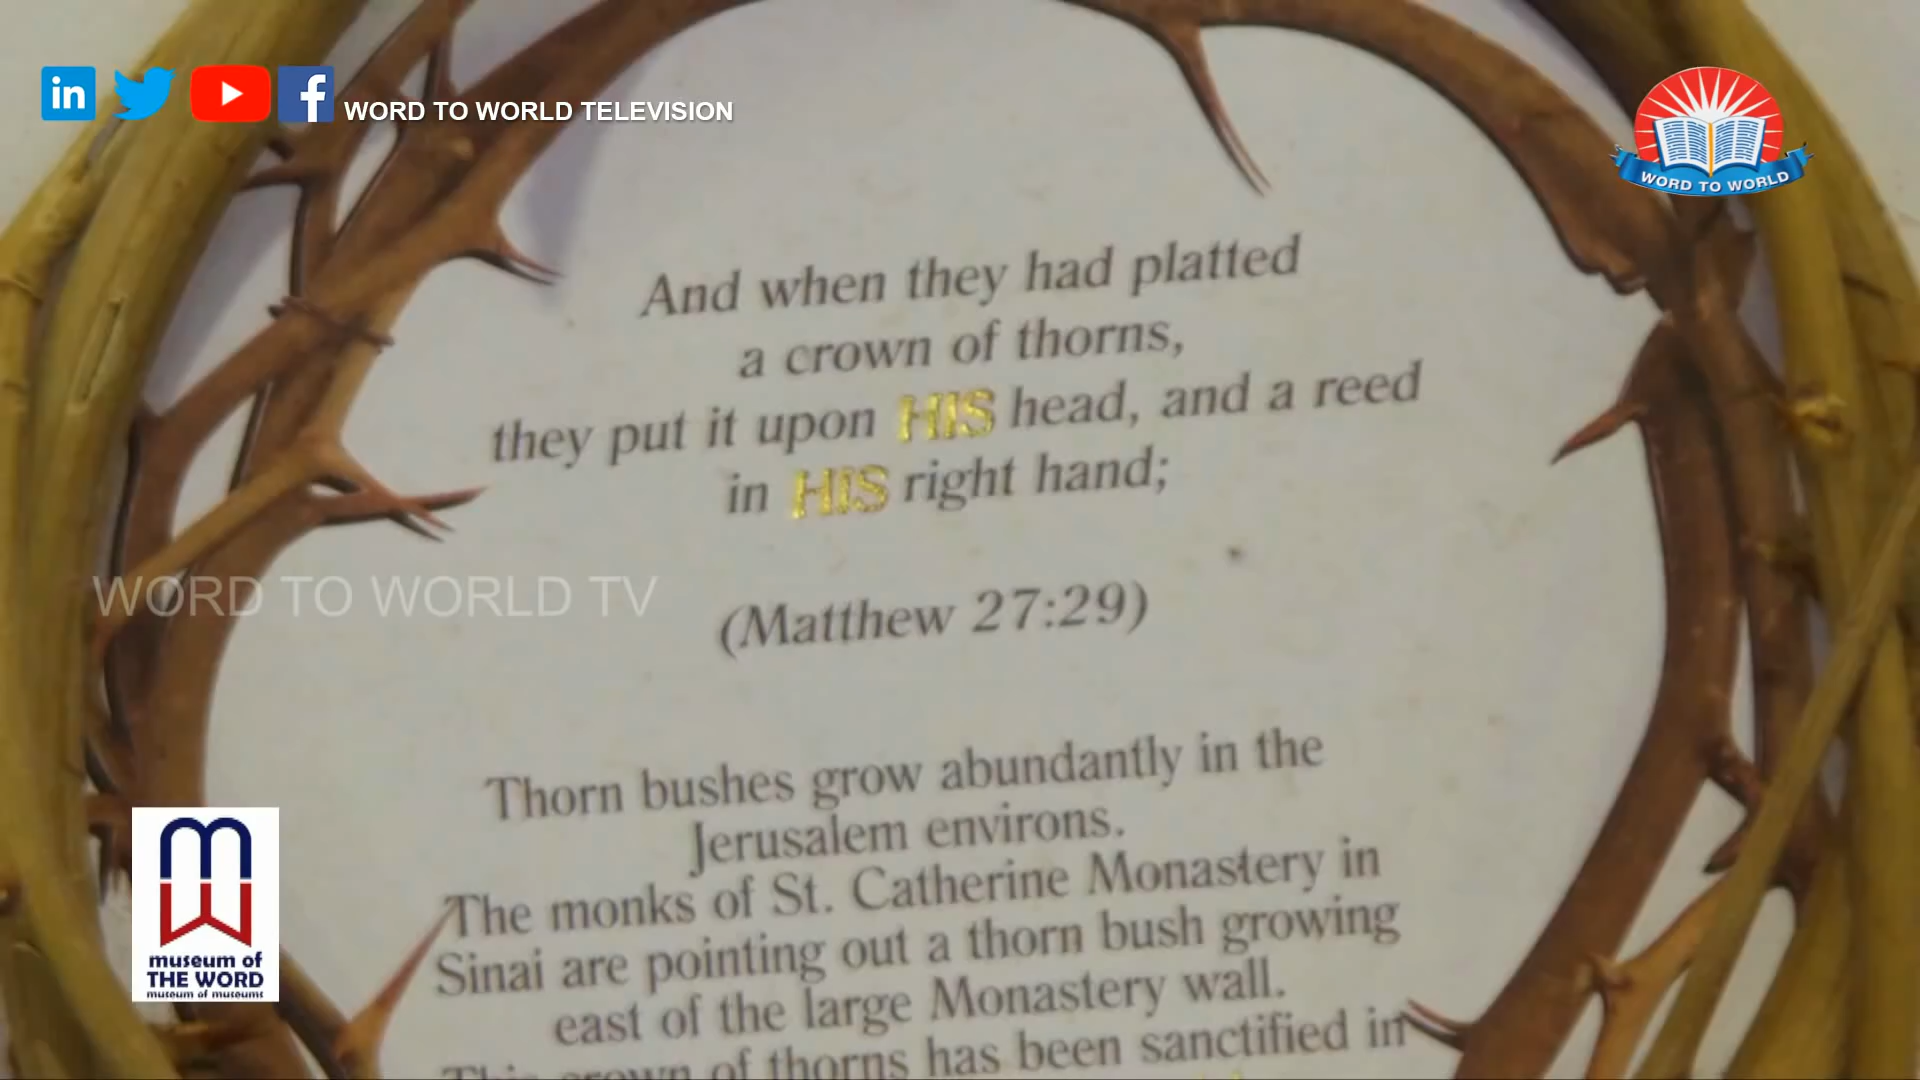 in f WORD TO WORLD TELEVISION
WORD TO WORLD
And when they had platted
a crown of thorns,
they put it upon HIS head, and a reed
in HIS right hand;
WORD TO WORLD TV
(Matthew 27:29)
Thorn bushes grow abundantly in the
Jerusalem environs.
The monks of St. Catherine Monastery in
Sinai are pointing out a thorn bush growing
east of the large Monastery wall.
This crown of thorns has been sanctified in
museum of
THE WORD
museum of museums